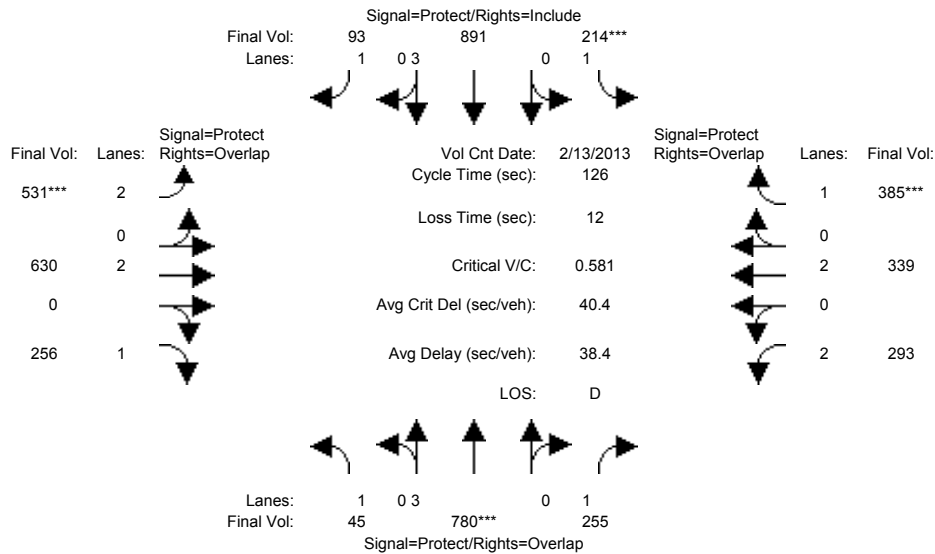 Signal=Protect/Rights=Include
Final Vol: 93 891 214***
Lanes: 1 0 3 0 1
Signal=Protect Signal=Protect
Final Vol: Lanes: Rights=Overlap Vol Cnt Date: 2/13/2013 Rights=Overlap Lanes: Final Vol:
Cycle Time (sec): 126
531*** 2 1 385***
Loss Time (sec): 12
0 0
630 2 Critical V/C: 0.581 2 339
0 0 Avg Crit Del (sec/veh): 40.4 0
256 1 Avg Delay (sec/veh): 38.4 2 293
LOS: D
Lanes: 1 0 3 0 1
Final Vol: 45 780*** 255
Signal=Protect/Rights=Overlap